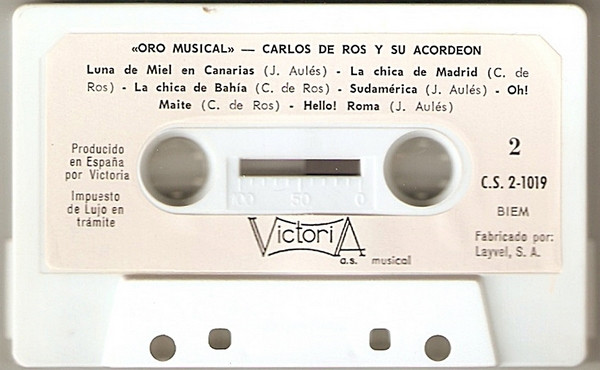 «ORO MUSICAL» — CARLOS DE ROS Y SU ACORDEON
Luna de Miel en Canarias (J. Aulés) - La chica de Madrid (C. de
Ros) - La chica de Bahía (C. de Ros) - Sudamérica (J. Aulés) - Oh!
Maite (C. de Ros) - Hello! Roma (J. Aulés)
Producido
en España
por Victoria
Impuesto
de Lujo en
trámite
2
C.S. 2-1019
BIEM
Fabricado por:
Layvel, S. A.
100 50 0
VictoriA
a.s. musical